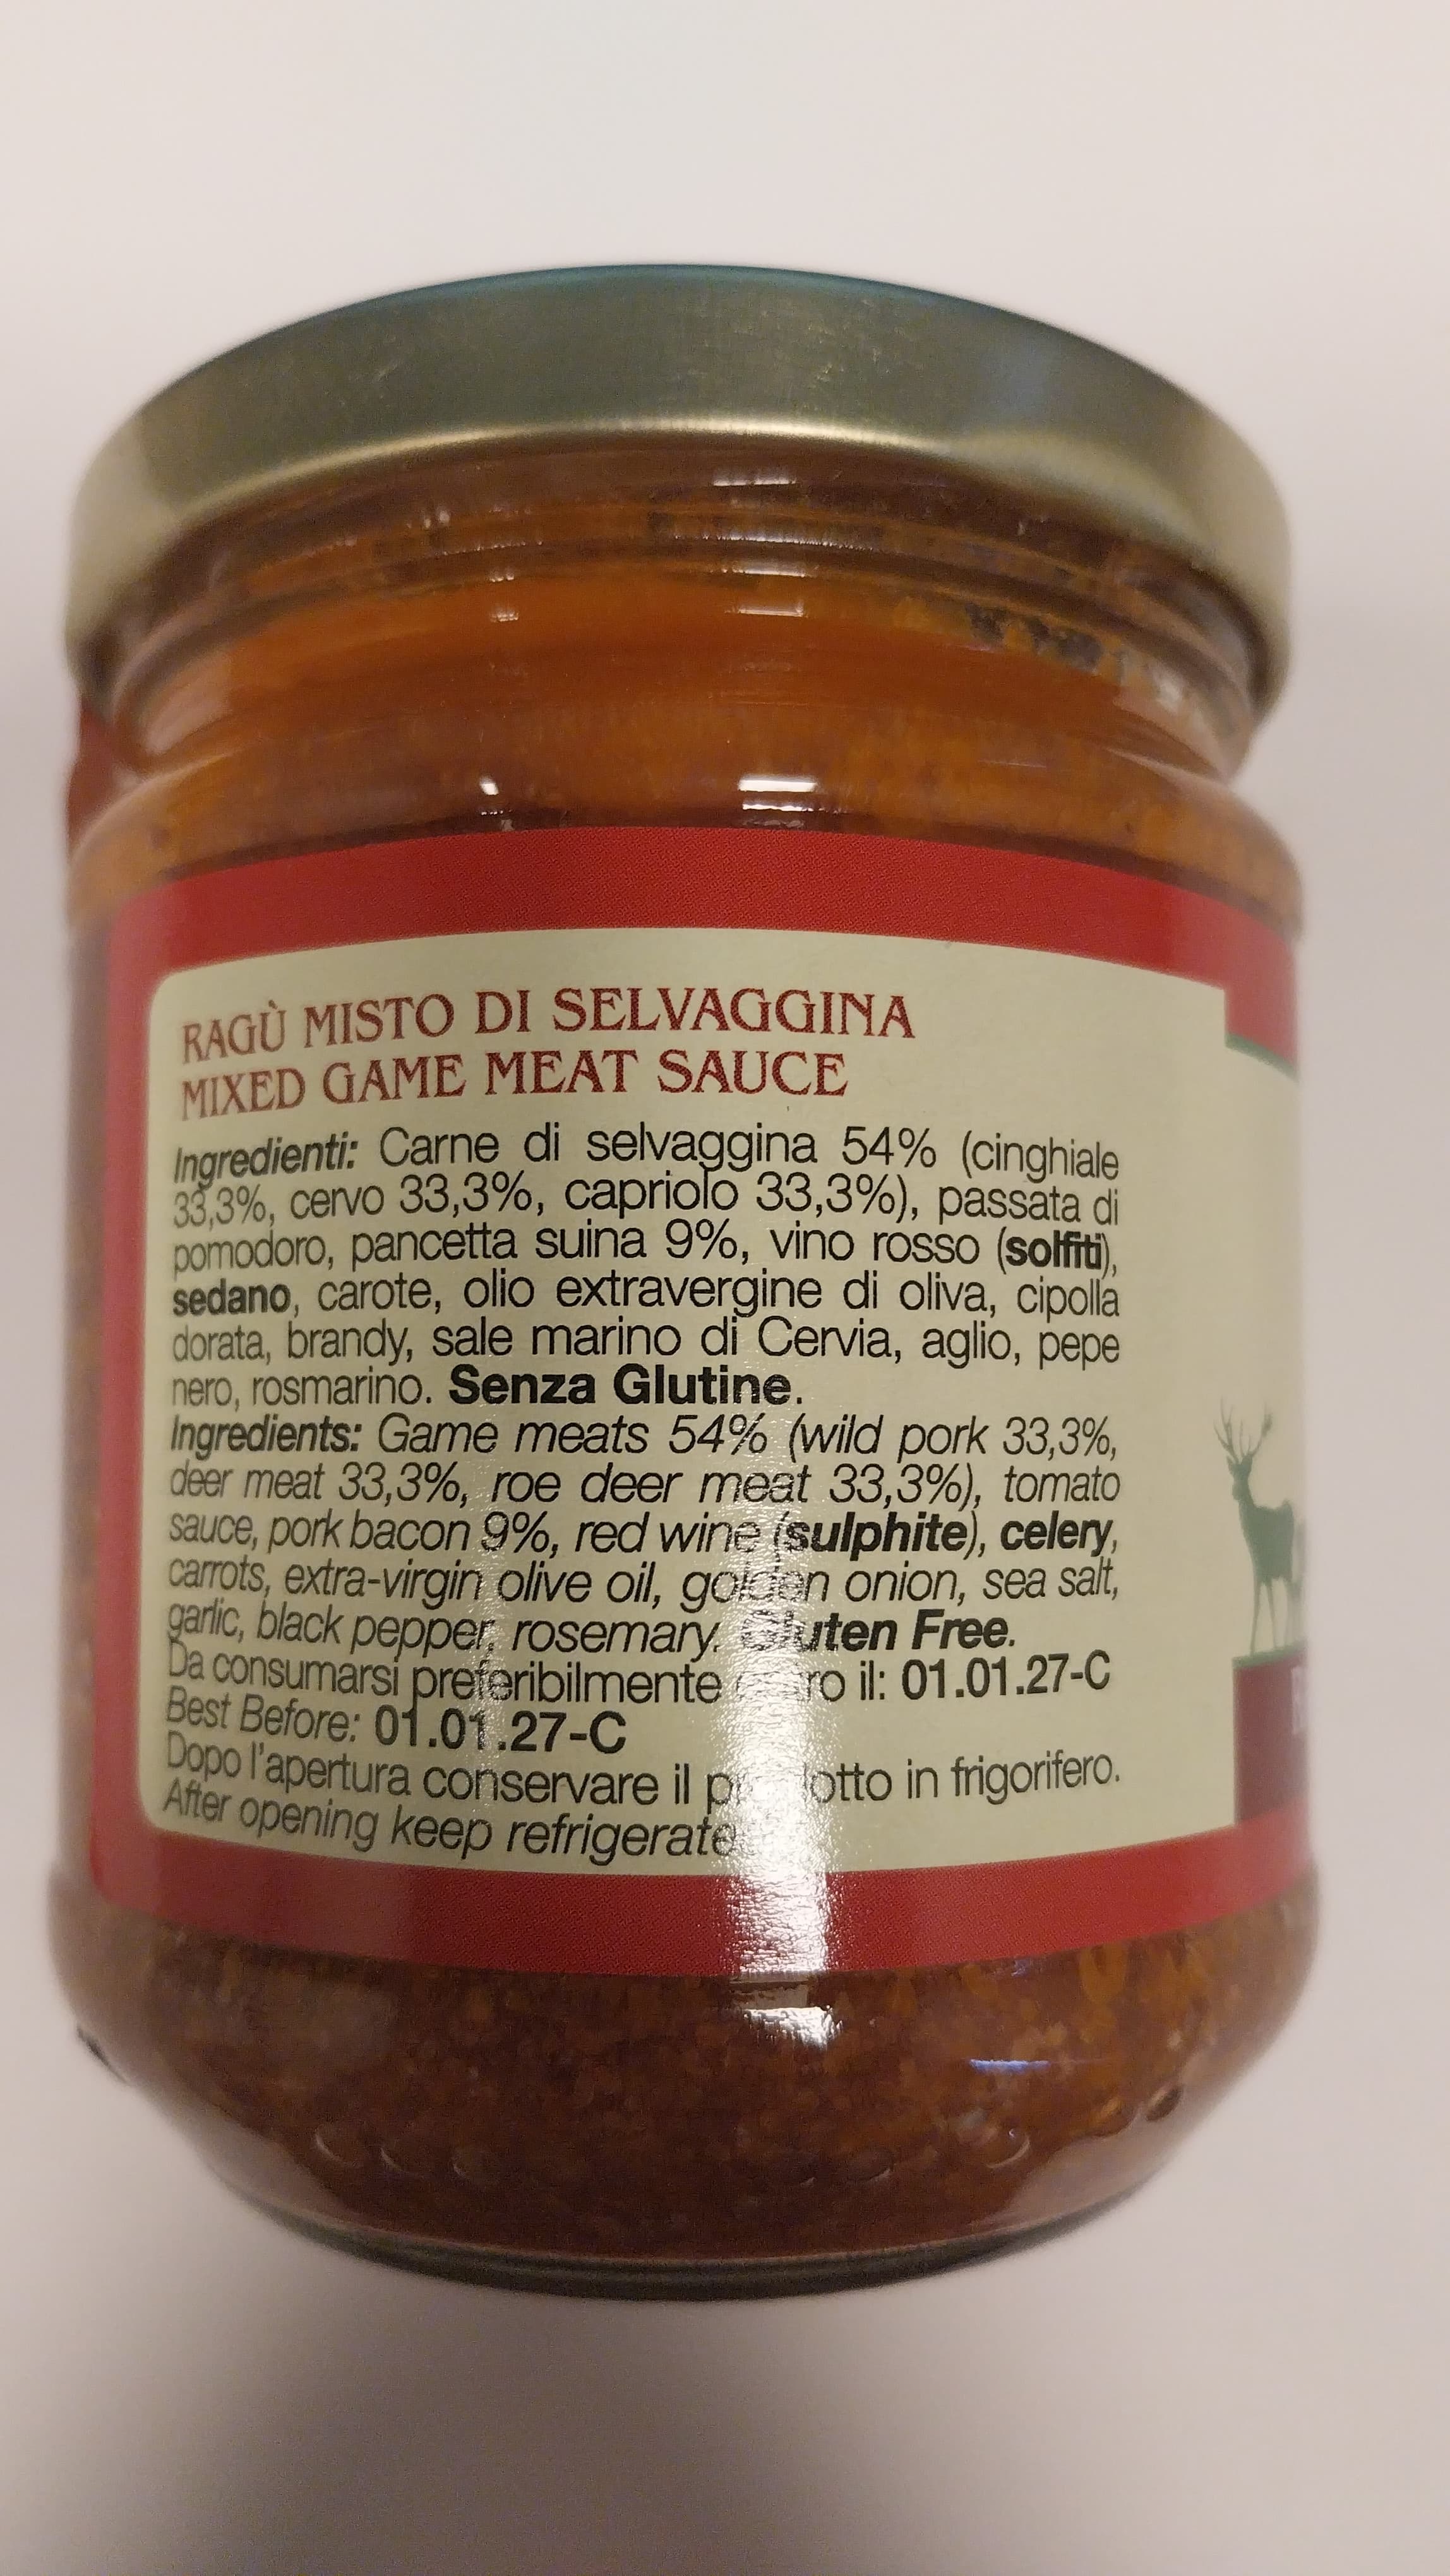 RAGÙ MISTO DI SELVAGGINA
MIXED GAME MEAT SAUCE
Ingredienti: Carne di selvaggina 54% (cinghiale
33,3%, cervo 33,3%, capriolo 33,3%), passata di
pomodoro, pancetta suina 9%, vino rosso (solfiti),
sedano, carote, olio extravergine di oliva, cipolla
dorata, brandy, sale marino di Cervia, aglio, pepe
nero, rosmarino. Senza Glutine.
Ingredients: Game meats 54% (wild pork 33,3%,
deer meat 33,3%, roe deer meat 33,3%), tomato
sauce, pork bacon 9%, red wine (sulphite), celery,
carrots, extra-virgin olive oil, golden onion, sea salt,
garlic, black pepper, rosemary. Gluten Free.
Da consumarsi preferibilmente entro il: 01.01.27-C
Best Before: 01.01.27-C
Dopo l'apertura conservare il prodotto in frigorifero.
After opening keep refrigerated